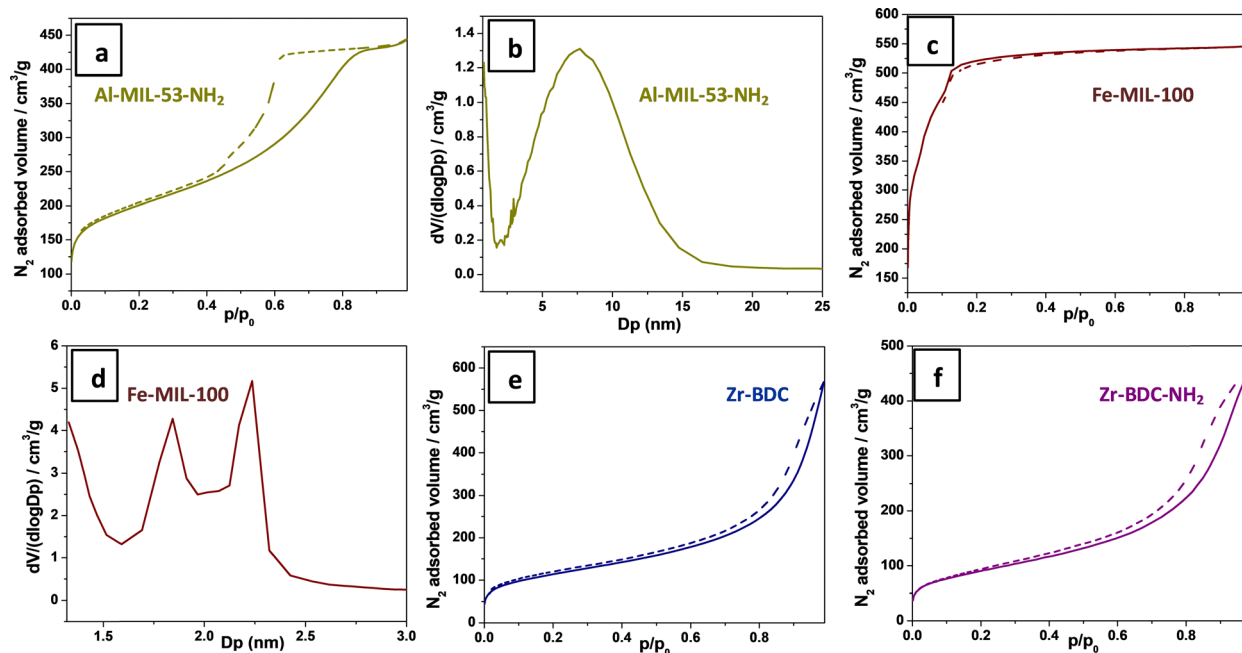 a
Al-MIL-53-NH₂
N₂ adsorbed volume / cm³/g
450
400
350
300
250
200
150
100
0.0 0.2 0.4 0.6 0.8
p/p₀
b
Al-MIL-53-NH₂
dV/(dlogDp) / cm³/g
1.4
1.2
1.0
0.8
0.6
0.4
0.2
0.0
5 10 15 20 25
Dp (nm)
c
Fe-MIL-100
N₂ adsorbed volume / cm³/g
600
550
500
450
400
350
300
250
200
150
125
0.0 0.2 0.4 0.6 0.8
p/p₀
d
Fe-MIL-100
dV/(dlogDp) / cm³/g
6
5
4
3
2
1
0
1.5 2.0 2.5 3.0
Dp (nm)
e
Zr-BDC
N₂ adsorbed volume / cm³/g
600
500
400
300
200
100
0
0.0 0.2 0.4 0.6 0.8
p/p₀
f
Zr-BDC-NH₂
N₂ adsorbed volume / cm³/g
500
400
300
200
100
0
0.0 0.2 0.4 0.6 0.8
p/p₀